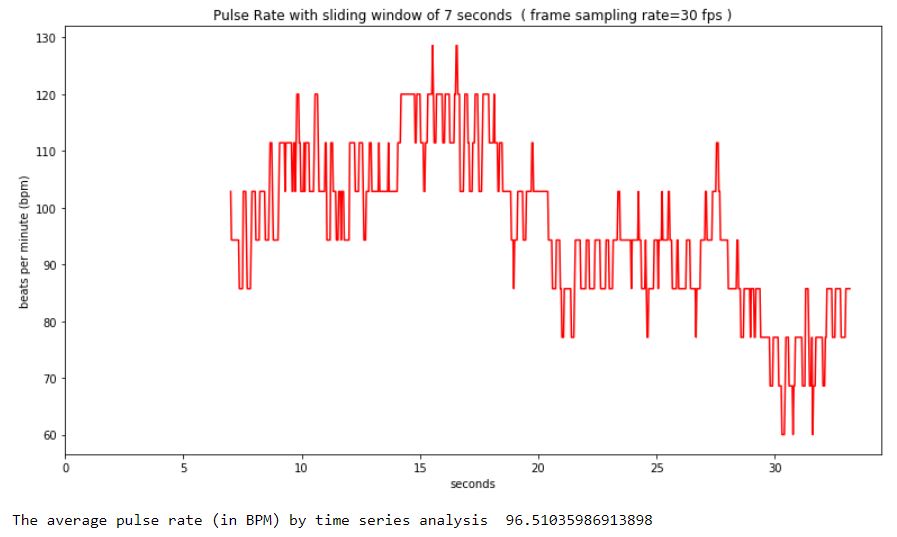 Pulse Rate with sliding window of 7 seconds ( frame sampling rate=30 fps )
130
120
110
100
90
80
70
60
beats per minute (bpm)
0 5 10 15 20 25 30
seconds
The average pulse rate (in BPM) by time series analysis 96.51035986913898